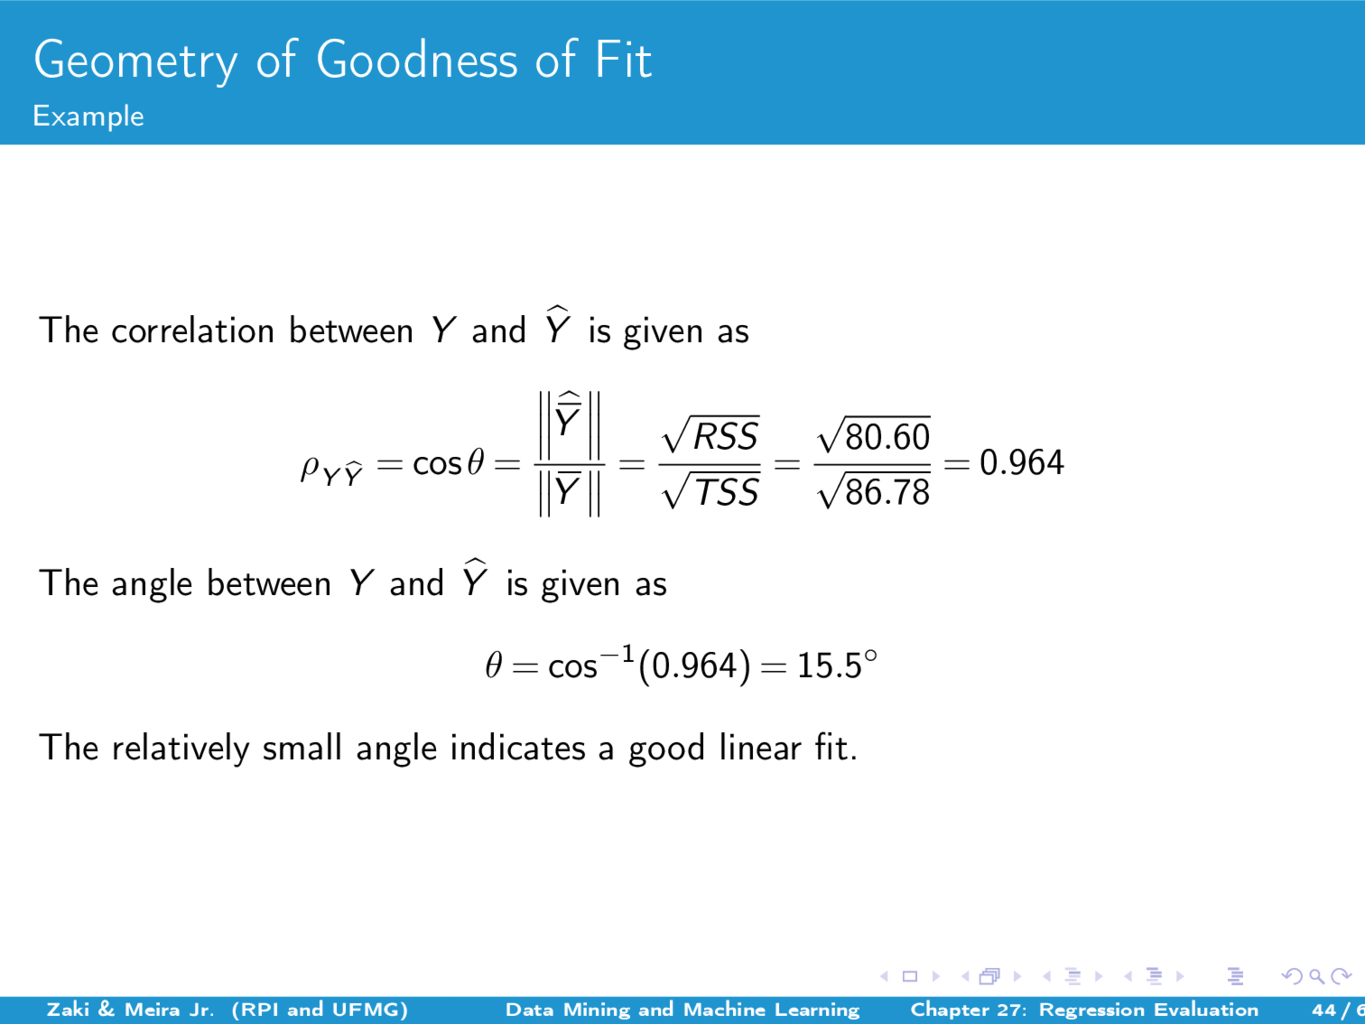 Geometry of Goodness of Fit
Example
The correlation between Y and Ŷ is given as
ρ_{YŶ} = cos θ = ‖\widehat{\overline{Y}}‖ / ‖\overline{Y}‖ = √RSS / √TSS = √80.60 / √86.78 = 0.964
The angle between Y and Ŷ is given as
θ = cos⁻¹(0.964) = 15.5°
The relatively small angle indicates a good linear fit.
Zaki & Meira Jr. (RPI and UFMG) Data Mining and Machine Learning Chapter 27: Regression Evaluation 44 /